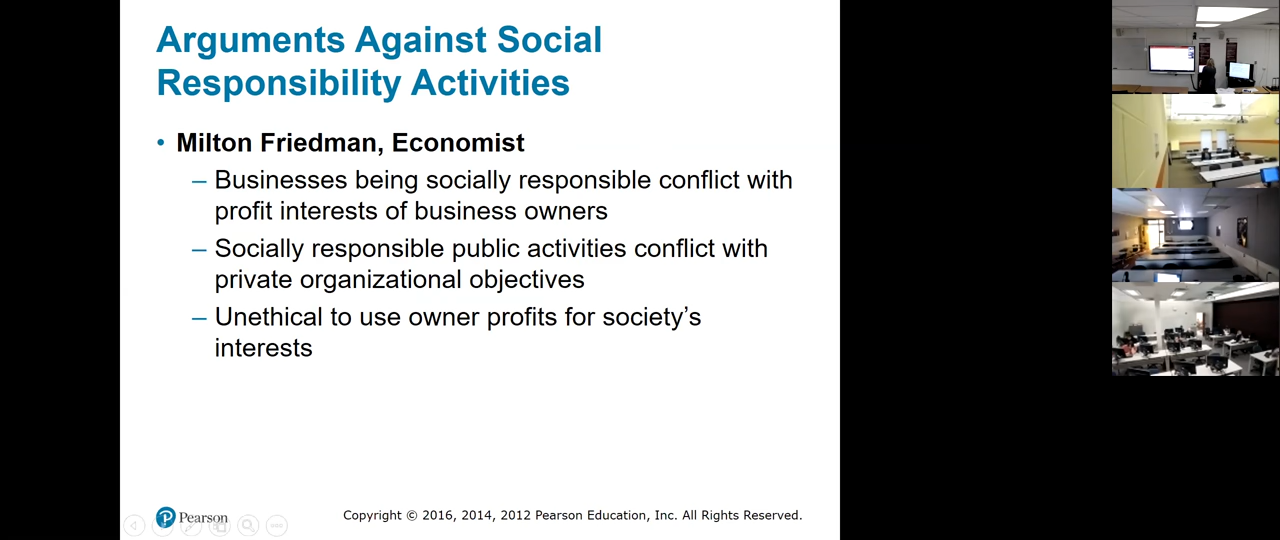 Arguments Against Social
Responsibility Activities
• Milton Friedman, Economist
– Businesses being socially responsible conflict with
profit interests of business owners
– Socially responsible public activities conflict with
private organizational objectives
– Unethical to use owner profits for society’s
interests
Pearson
Copyright © 2016, 2014, 2012 Pearson Education, Inc. All Rights Reserved.